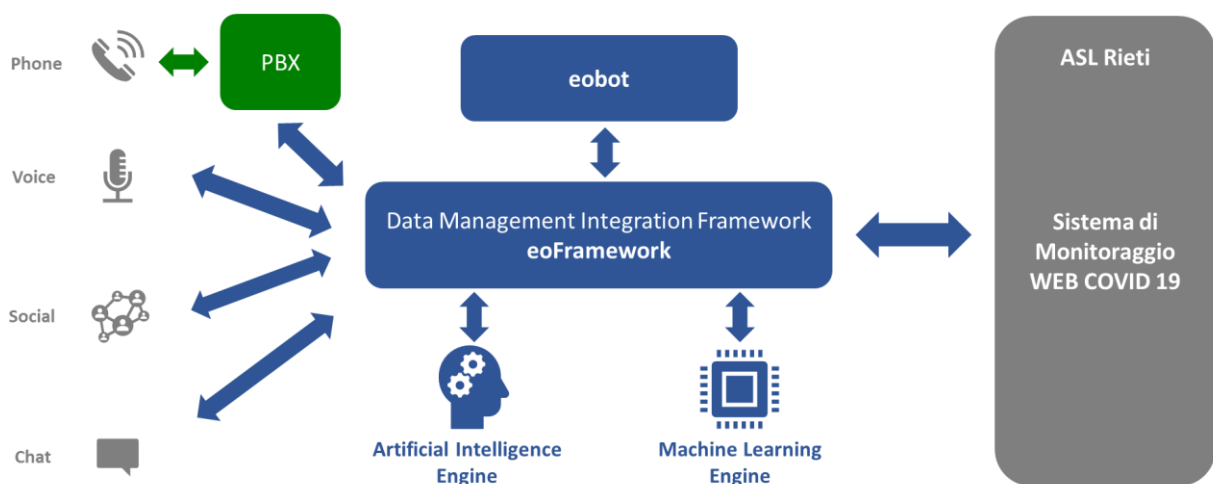 Phone
PBX
eobot
ASL Rieti
Voice
Data Management Integration Framework
eoFramework
Sistema di
Monitoraggio
WEB COVID 19
Social
Chat
Artificial Intelligence
Engine
Machine Learning
Engine